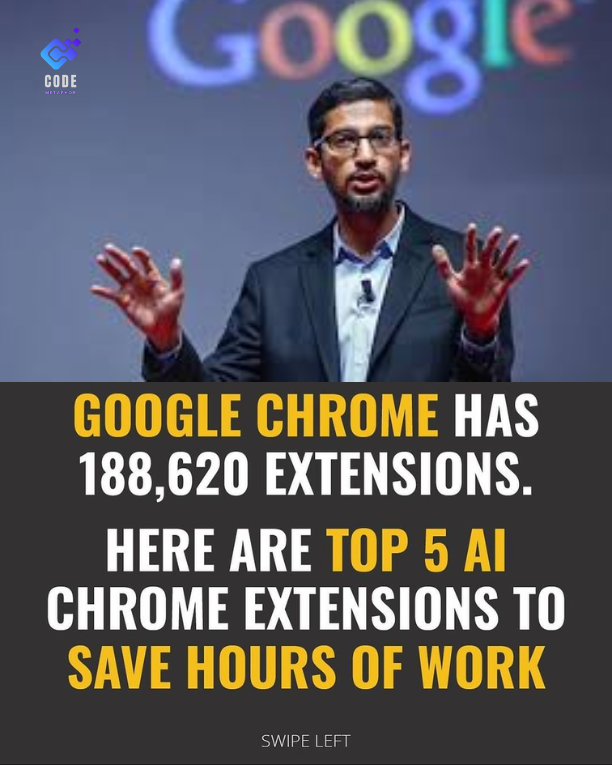 Google
CODE
GOOGLE CHROME HAS
188,620 EXTENSIONS.
HERE ARE TOP 5 AI
CHROME EXTENSIONS TO
SAVE HOURS OF WORK
SWIPE LEFT